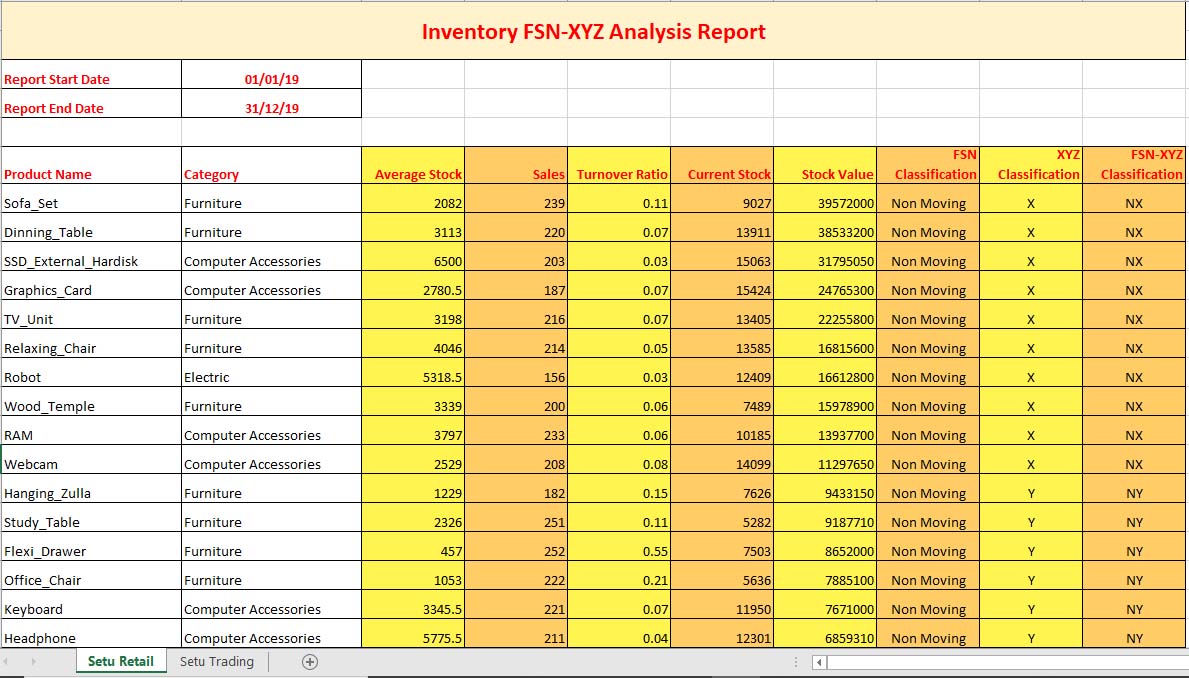 Inventory FSN-XYZ Analysis Report
Report Start Date 01/01/19
Report End Date 31/12/19
FSN XYZ FSN-XYZ
Product Name Category Average Stock Sales Turnover Ratio Current Stock Stock Value Classification Classification Classification
Sofa_Set Furniture 2082 239 0.11 9027 39572000 Non Moving X NX
Dinning_Table Furniture 3113 220 0.07 13911 38533200 Non Moving X NX
SSD_External_Hardisk Computer Accessories 6500 203 0.03 15063 31795050 Non Moving X NX
Graphics_Card Computer Accessories 2780.5 187 0.07 15424 24765300 Non Moving X NX
TV_Unit Furniture 3198 216 0.07 13405 22255800 Non Moving X NX
Relaxing_Chair Furniture 4046 214 0.05 13585 16815600 Non Moving X NX
Robot Electric 5318.5 156 0.03 12409 16612800 Non Moving X NX
Wood_Temple Furniture 3339 200 0.06 7489 15978900 Non Moving X NX
RAM Computer Accessories 3797 233 0.06 10185 13937700 Non Moving X NX
Webcam Computer Accessories 2529 208 0.08 14099 11297650 Non Moving X NX
Hanging_Zulla Furniture 1229 182 0.15 7626 9433150 Non Moving Y NY
Study_Table Furniture 2326 251 0.11 5282 9187710 Non Moving Y NY
Flexi_Drawer Furniture 457 252 0.55 7503 8652000 Non Moving Y NY
Office_Chair Furniture 1053 222 0.21 5636 7885100 Non Moving Y NY
Keyboard Computer Accessories 3345.5 221 0.07 11950 7671000 Non Moving Y NY
Headphone Computer Accessories 5775.5 211 0.04 12301 6859310 Non Moving Y NY
Setu Retail Setu Trading